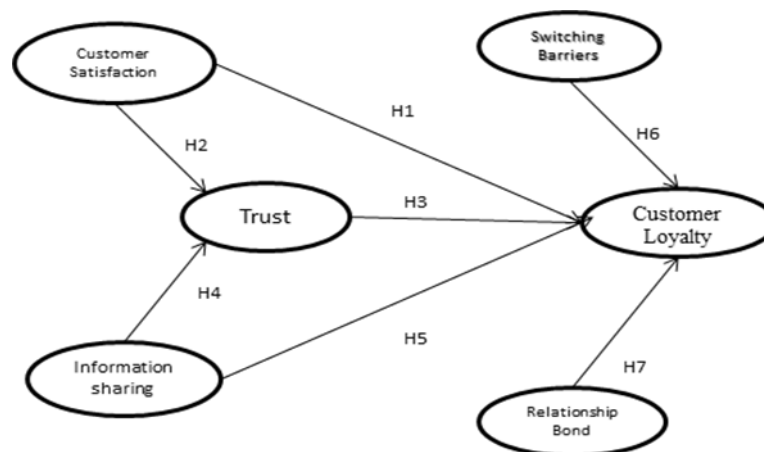 Customer
Satisfaction
Switching
Barriers
H1
H2
H6
Trust
H3
Customer
Loyalty
H4
H5
Information
sharing
H7
Relationship
Bond